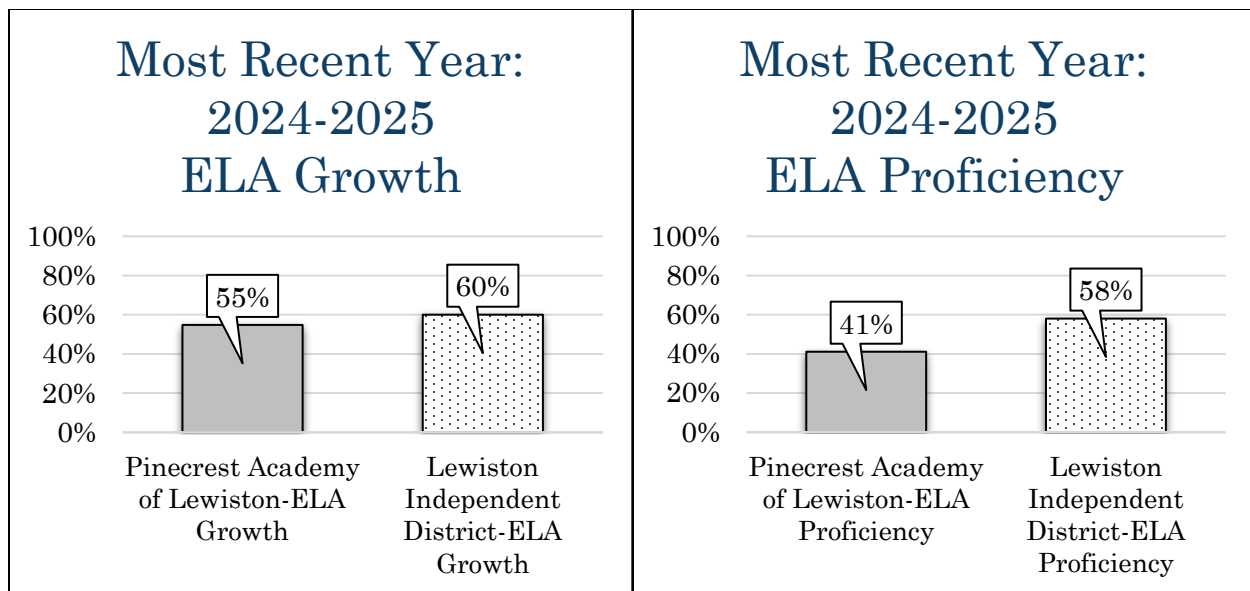 Most Recent Year:
2024-2025
ELA Growth
100%
80%
60%
40%
20%
0%
55%
60%
Pinecrest Academy
of Lewiston-ELA
Growth
Lewiston
Independent
District-ELA
Growth
Most Recent Year:
2024-2025
ELA Proficiency
100%
80%
60%
40%
20%
0%
41%
58%
Pinecrest Academy
of Lewiston-ELA
Proficiency
Lewiston
Independent
District-ELA
Proficiency